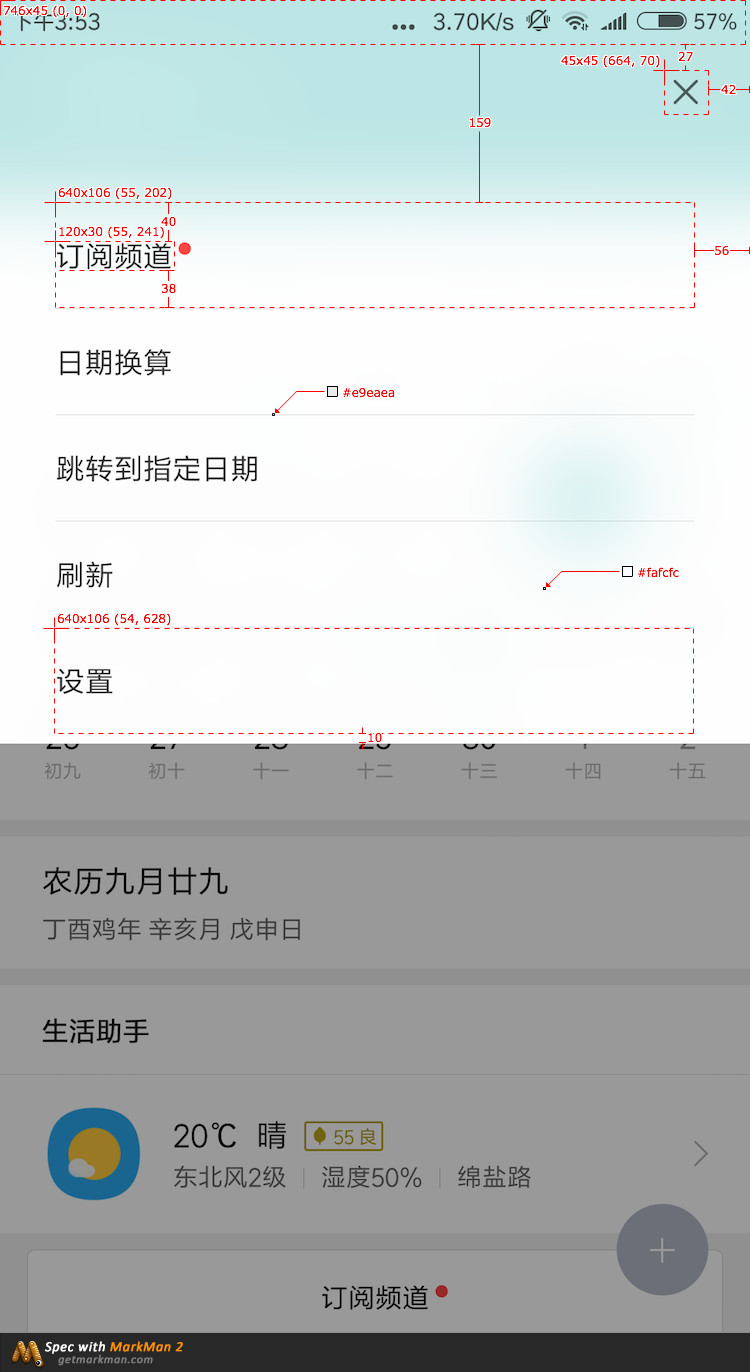 746x45 (0, 0)
下午3:53 ... 3.70K/s 57%
45x45 (664, 70) 27
42
159
640x106 (55, 202)
40
120x30 (55, 241)
订阅频道
56
38
日期换算
#e9eaea
跳转到指定日期
刷新
#fafcfc
640x106 (54, 628)
设置
10
初九 初十 十一 十二 十三 十四 十五
农历九月廿九
丁酉鸡年 辛亥月 戊申日
生活助手
20℃ 晴 55 良
东北风2级 湿度50% 绵盐路
订阅频道
Spec with MarkMan 2
getmarkman.com